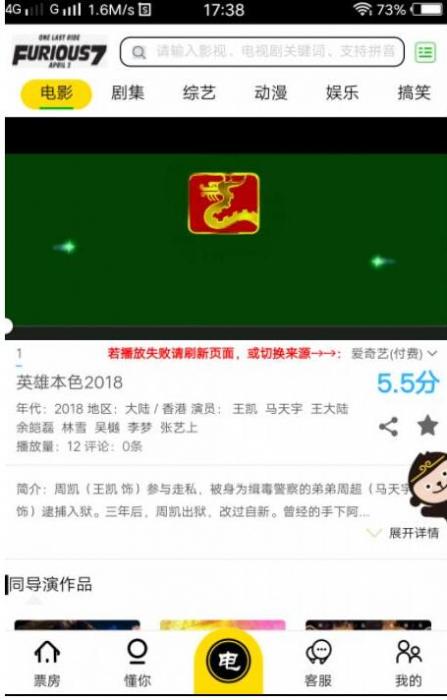 4G G 1.6M/s S 17:38 73%
ONE LAST RIDE
FURIOUS7
APRIL 3
请输入影视、电视剧关键词、支持拼音
电影 剧集 综艺 动漫 娱乐 搞笑
1 若播放失败请刷新页面，或切换来源→→： 爱奇艺(付费)
英雄本色2018 5.5分
年代：2018 地区：大陆 / 香港 演员： 王凯 马天宇 王大陆
余皑磊 林雪 吴樾 李梦 张艺上
播放量：12 评论：0条
简介：周凯（王凯 饰）参与走私，被身为缉毒警察的弟弟周超（马天宇
饰）逮捕入狱。三年后，周凯出狱，改过自新。曾经的手下阿...
展开详情
同导演作品
电
票房 懂你 客服 我的